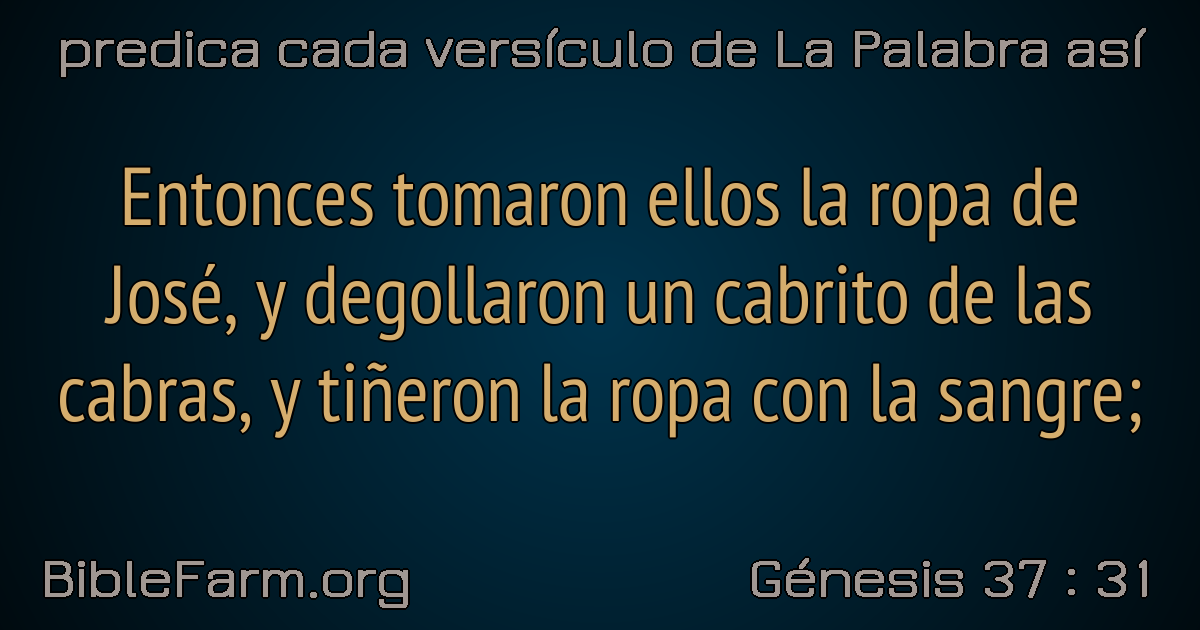 predica cada versículo de La Palabra así
Entonces tomaron ellos la ropa de
José, y degollaron un cabrito de las
cabras, y tiñeron la ropa con la sangre;
BibleFarm.org
Génesis 37 : 31